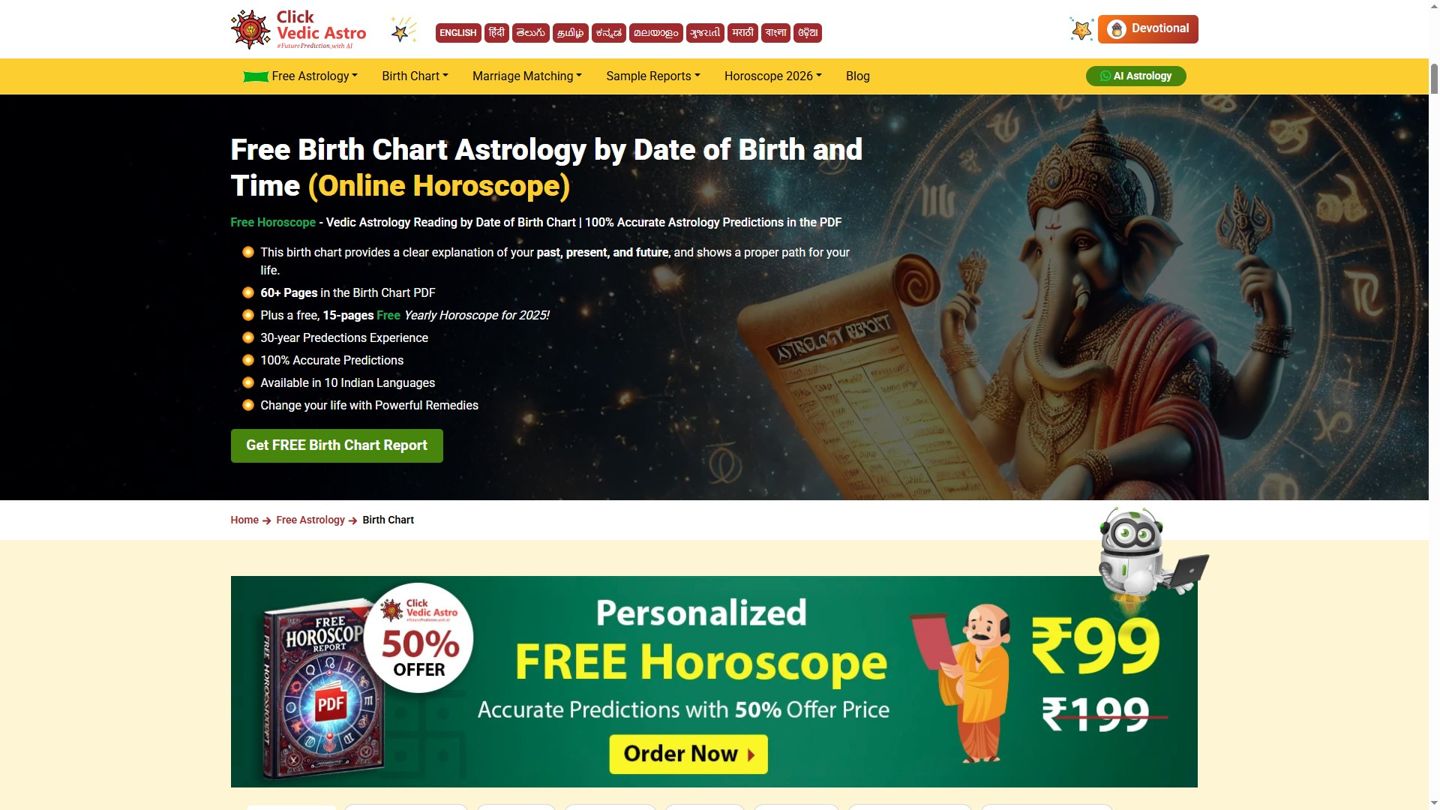 Click
Vedic Astro
#FuturePrediction, with AI
ENGLISH हिंदी తెలుగు தமிழ் ಕನ್ನಡ മലയാളം ગુજરાતી मराठी বাংলা ଓଡ଼ିଆ
Devotional
Free Astrology Birth Chart Marriage Matching Sample Reports Horoscope 2026 Blog
AI Astrology
Free Birth Chart Astrology by Date of Birth and
Time (Online Horoscope)
Free Horoscope - Vedic Astrology Reading by Date of Birth Chart | 100% Accurate Astrology Predictions in the PDF
This birth chart provides a clear explanation of your past, present, and future, and shows a proper path for your
life.
60+ Pages in the Birth Chart PDF
Plus a free, 15-pages Free Yearly Horoscope for 2025!
30-year Predections Experience
100% Accurate Predictions
Available in 10 Indian Languages
Change your life with Powerful Remedies
Get FREE Birth Chart Report
ASTROLOGY REPORT
Home Free Astrology Birth Chart
FREE
HOROSCOP
REPORT
PDF
FREE HOROSCOPE
Click
Vedic Astro
50%
OFFER
Personalized
FREE Horoscope
Accurate Predictions with 50% Offer Price
Order Now
₹99
₹199